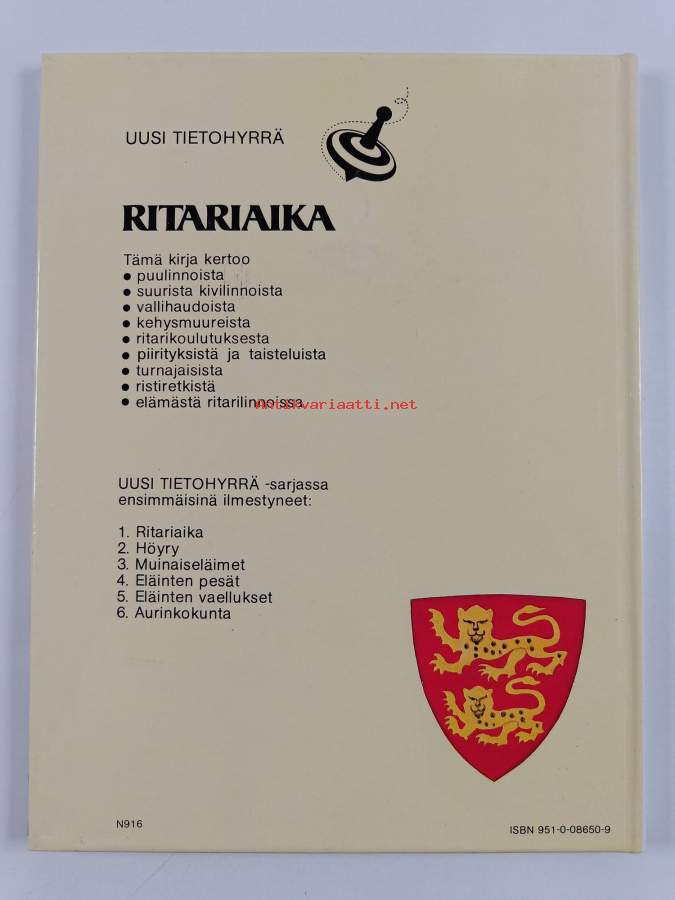 UUSI TIETOHYRRÄ
RITARIAIKA
Tämä kirja kertoo
• puulinnoista
• suurista kivilinnoista
• vallihaudoista
• kehysmuureista
• ritarikoulutuksesta
• piirityksistä ja taisteluista
• turnajaisista
• ristiretkistä
• elämästä ritarilinnoissa
Antikvariaatti.net
UUSI TIETOHYRRÄ -sarjassa
ensimmäisinä ilmestyneet:
1. Ritariaika
2. Höyry
3. Muinaiseläimet
4. Eläinten pesät
5. Eläinten vaellukset
6. Aurinkokunta
N916
ISBN 951-0-08650-9